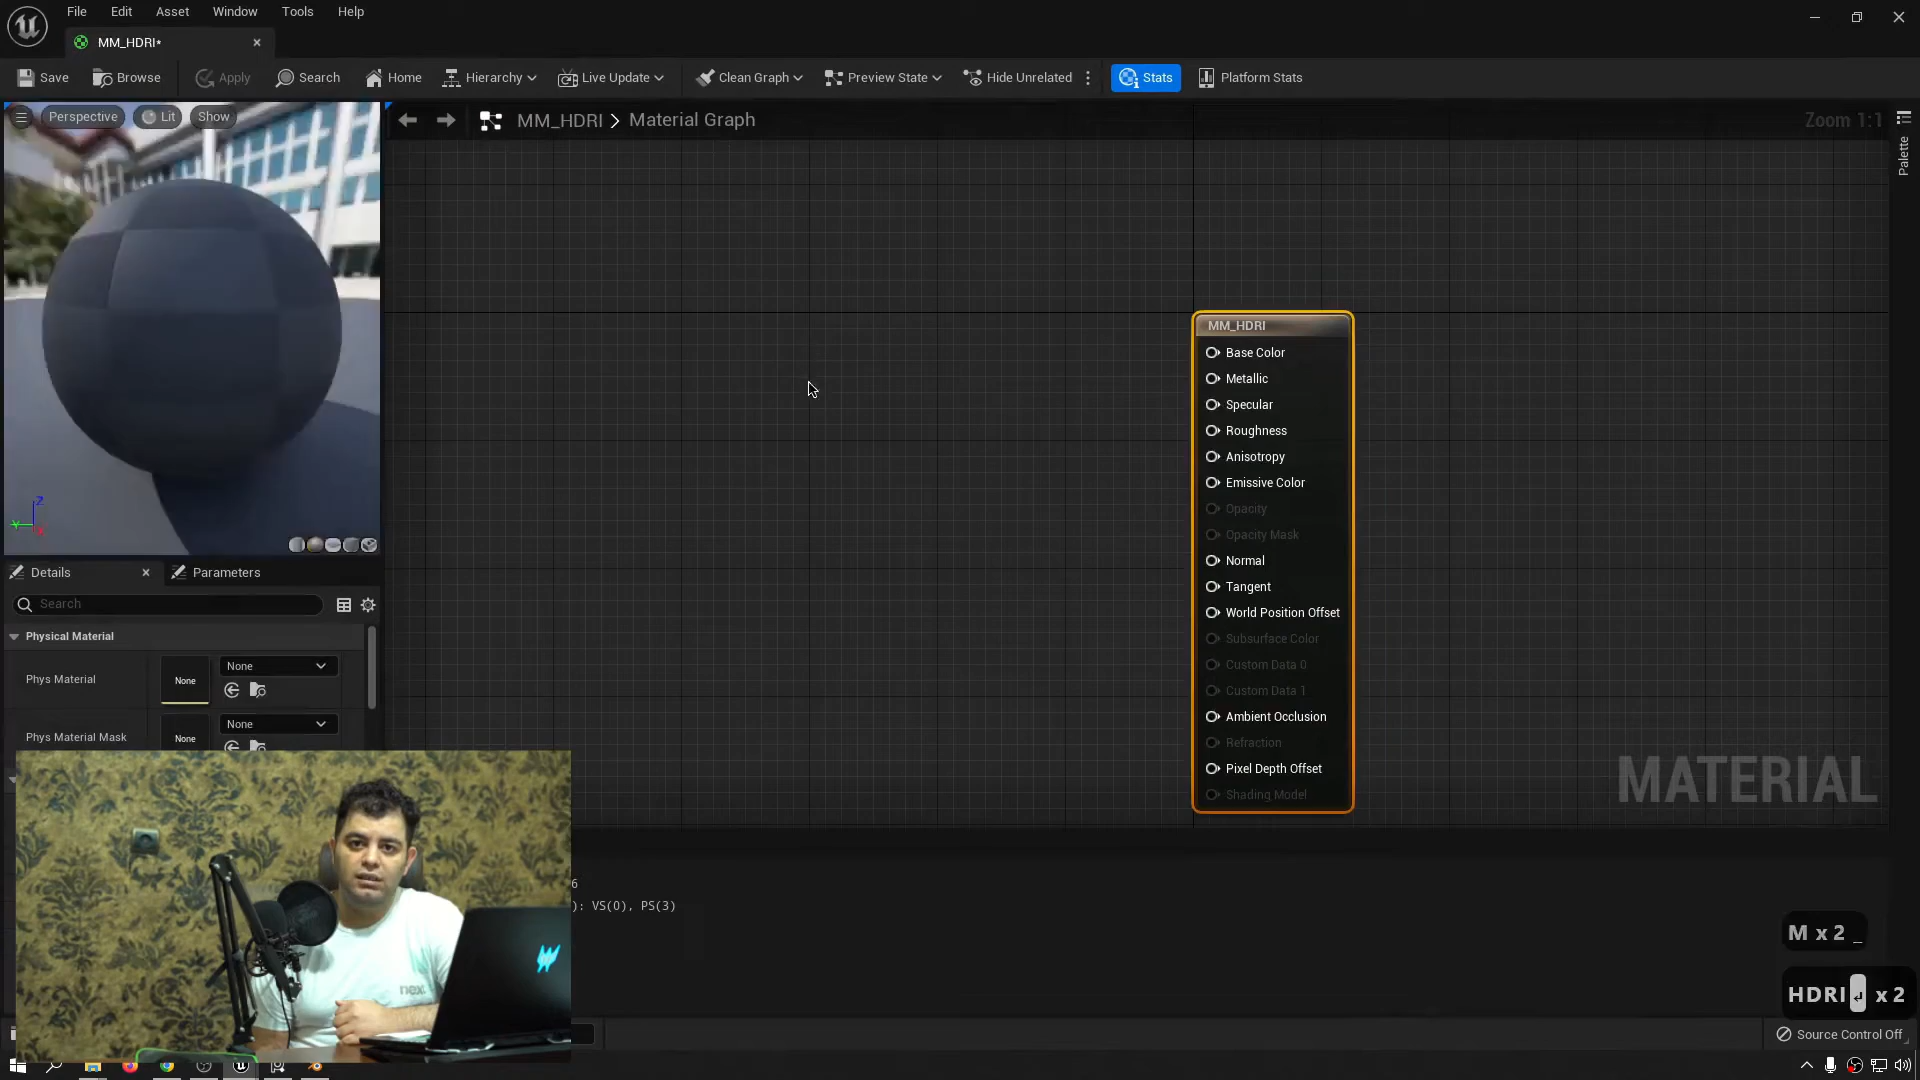 File Edit Asset Window Tools Help
MM_HDRI*
Save Browse Apply Search Home Hierarchy Live Update Clean Graph Preview State Hide Unrelated Stats Platform Stats
Perspective Lit Show
MM_HDRI > Material Graph
Zoom 1:1
Palette
MM_HDRI
Base Color
Metallic
Specular
Roughness
Anisotropy
Emissive Color
Opacity
Opacity Mask
Normal
Tangent
World Position Offset
Subsurface Color
Custom Data 0
Custom Data 1
Ambient Occlusion
Refraction
Pixel Depth Offset
Shading Model
MATERIAL
Z
Y
Details Parameters
Search
Physical Material
Phys Material None None
Phys Material Mask None None
6
): VS(0), PS(3)
next
M x 2 _
HDRI x 2
Source Control Off